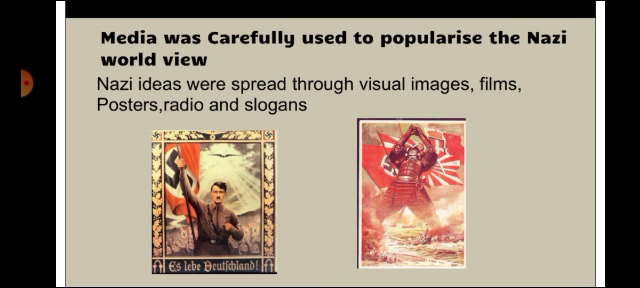 Media was Carefully used to popularise the Nazi
world view
Nazi ideas were spread through visual images, films,
Posters,radio and slogans
Es lebe Deutschland!